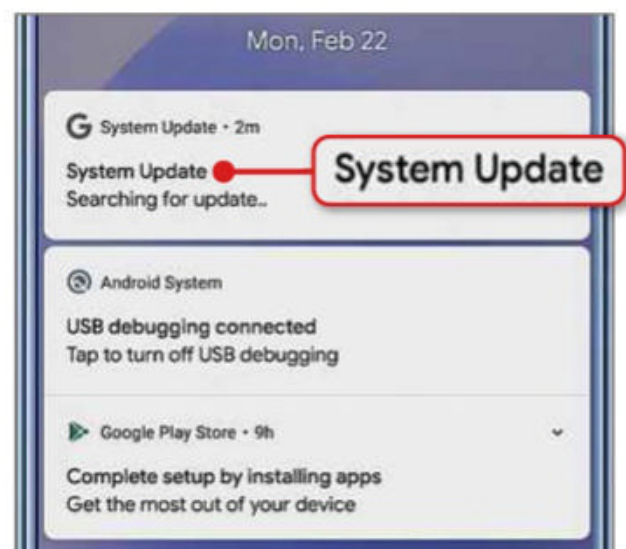 Mon, Feb 22
G System Update • 2m
System Update
System Update
Searching for update..
Android System
USB debugging connected
Tap to turn off USB debugging
Google Play Store • 9h
Complete setup by installing apps
Get the most out of your device